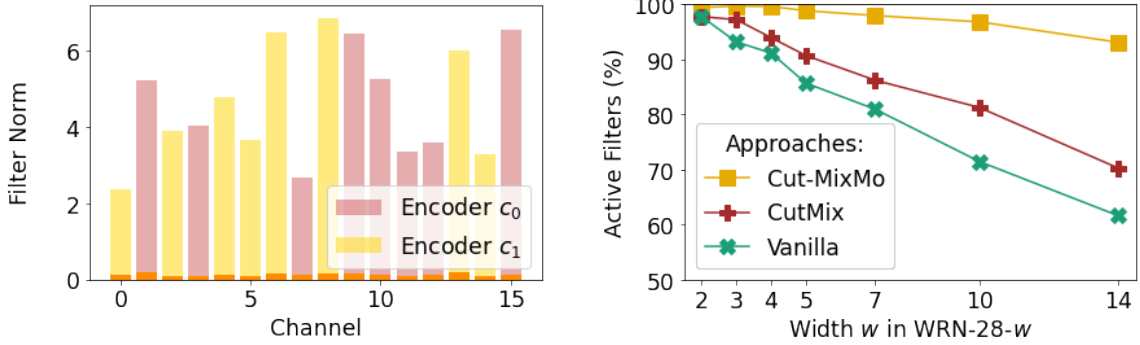 Filter Norm
6
4
2
0
0
5
10
15
Channel
Encoder c₀
Encoder c₁
Active Filters (%)
100
90
80
70
60
50
2
3
4
5
7
10
14
Width w in WRN-28-w
Approaches:
Cut-MixMo
CutMix
Vanilla